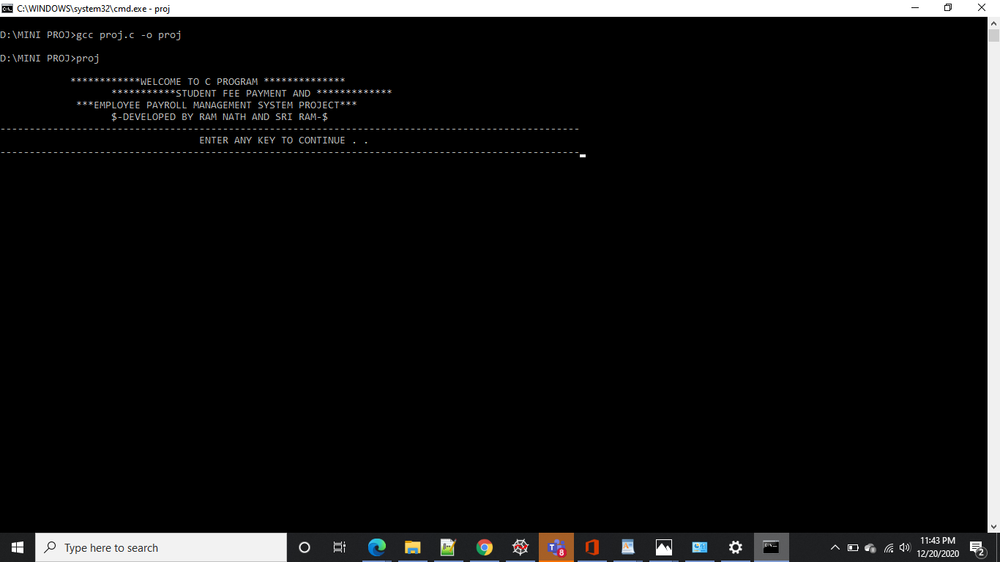 C:\WINDOWS\system32\cmd.exe - proj
D:\MINI PROJ>gcc proj.c -o proj
D:\MINI PROJ>proj
************WELCOME TO C PROGRAM **************
***********STUDENT FEE PAYMENT AND *************
***EMPLOYEE PAYROLL MANAGEMENT SYSTEM PROJECT***
$-DEVELOPED BY RAM NATH AND SRI RAM-$
---------------------------------------------------------------------------------------------------
ENTER ANY KEY TO CONTINUE . .
---------------------------------------------------------------------------------------------------
Type here to search
8
11:43 PM
12/20/2020
2